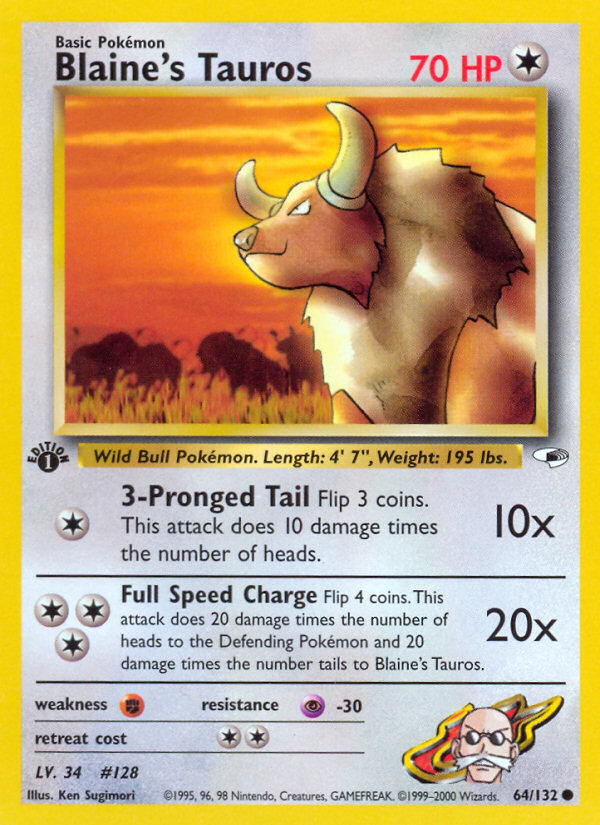 Basic Pokémon
Blaine's Tauros 70 HP
EDITION 1
Wild Bull Pokémon. Length: 4' 7", Weight: 195 lbs.
3-Pronged Tail Flip 3 coins.
This attack does 10 damage times
the number of heads.
10x
Full Speed Charge Flip 4 coins. This
attack does 20 damage times the number of
heads to the Defending Pokémon and 20
damage times the number tails to Blaine's Tauros.
20x
weakness resistance -30
retreat cost
LV. 34 #128
Illus. Ken Sugimori ©1995, 96, 98 Nintendo, Creatures, GAMEFREAK. ©1999-2000 Wizards. 64/132